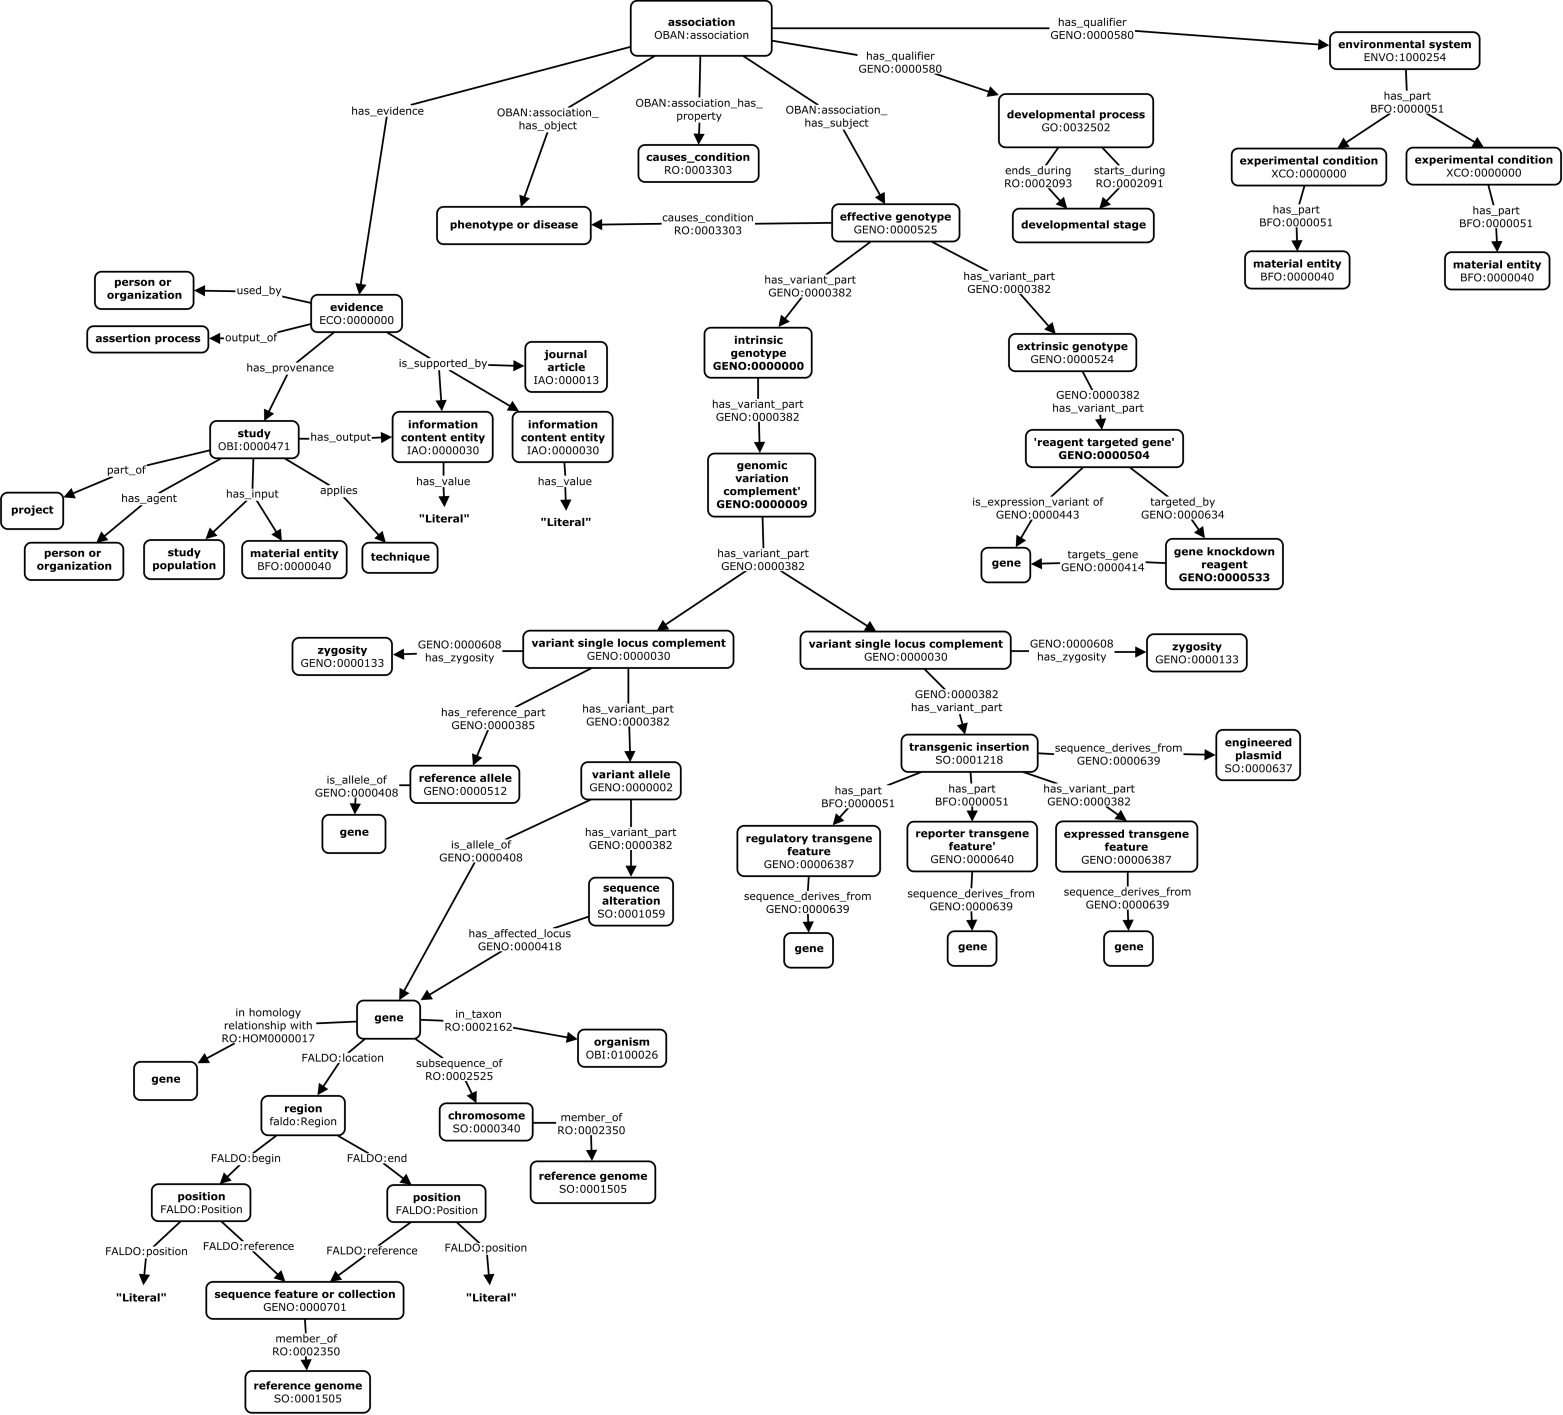 association
OBAN:association
has_qualifier
GENO:0000580
environmental system
ENVO:1000254
has_qualifier
GENO:0000580
has_part
BFO:0000051
has_evidence
OBAN:association_
has_object
OBAN:association_has_
property
OBAN:association_
has_subject
developmental process
GO:0032502
causes_condition
RO:0003303
experimental condition
XCO:0000000
experimental condition
XCO:0000000
ends_during
RO:0002093
starts_during
RO:0002091
phenotype or disease
causes_condition
RO:0003303
effective genotype
GENO:0000525
developmental stage
has_part
BFO:0000051
has_part
BFO:0000051
material entity
BFO:0000040
material entity
BFO:0000040
person or
organization
used_by
evidence
ECO:0000000
assertion process
output_of
has_variant_part
GENO:0000382
has_variant_part
GENO:0000382
intrinsic
genotype
GENO:0000000
extrinsic genotype
GENO:0000524
has_provenance
is_supported_by
journal
article
IAO:000013
has_variant_part
GENO:0000382
GENO:0000382
has_variant_part
study
OBI:0000471
has_output
information
content entity
IAO:0000030
information
content entity
IAO:0000030
genomic
variation
complement'
GENO:0000009
'reagent targeted gene'
GENO:0000504
part_of
has_agent
has_input
applies
has_value
has_value
"Literal"
"Literal"
project
person or
organization
study
population
material entity
BFO:0000040
technique
is_expression_variant of
GENO:0000443
targeted_by
GENO:0000634
gene
targets_gene
GENO:0000414
gene knockdown
reagent
GENO:0000533
has_variant_part
GENO:0000382
zygosity
GENO:0000133
GENO:0000608
has_zygosity
variant single locus complement
GENO:0000030
variant single locus complement
GENO:0000030
GENO:0000608
has_zygosity
zygosity
GENO:0000133
has_reference_part
GENO:0000385
has_variant_part
GENO:0000382
GENO:0000382
has_variant_part
is_allele_of
GENO:0000408
reference allele
GENO:0000512
variant allele
GENO:0000002
transgenic insertion
SO:0001218
sequence_derives_from
GENO:0000639
engineered
plasmid
SO:0000637
gene
has_part
BFO:0000051
has_part
BFO:0000051
has_variant_part
GENO:0000382
is_allele_of
GENO:0000408
has_variant_part
GENO:0000382
regulatory transgene
feature
GENO:00006387
reporter transgene
feature'
GENO:0000640
expressed transgene
feature
GENO:00006387
sequence
alteration
SO:0001059
sequence_derives_from
GENO:0000639
sequence_derives_from
GENO:0000639
sequence_derives_from
GENO:0000639
has_affected_locus
GENO:0000418
gene
gene
gene
in homology
relationship with
RO:HOM0000017
gene
in_taxon
RO:0002162
organism
OBI:0100026
gene
FALDO:location
subsequence_of
RO:0002525
region
faldo:Region
chromosome
SO:0000340
member_of
RO:0002350
FALDO:begin
FALDO:end
reference genome
SO:0001505
position
FALDO:Position
position
FALDO:Position
FALDO:position
FALDO:reference
FALDO:reference
FALDO:position
"Literal"
sequence feature or collection
GENO:0000701
"Literal"
member_of
RO:0002350
reference genome
SO:0001505